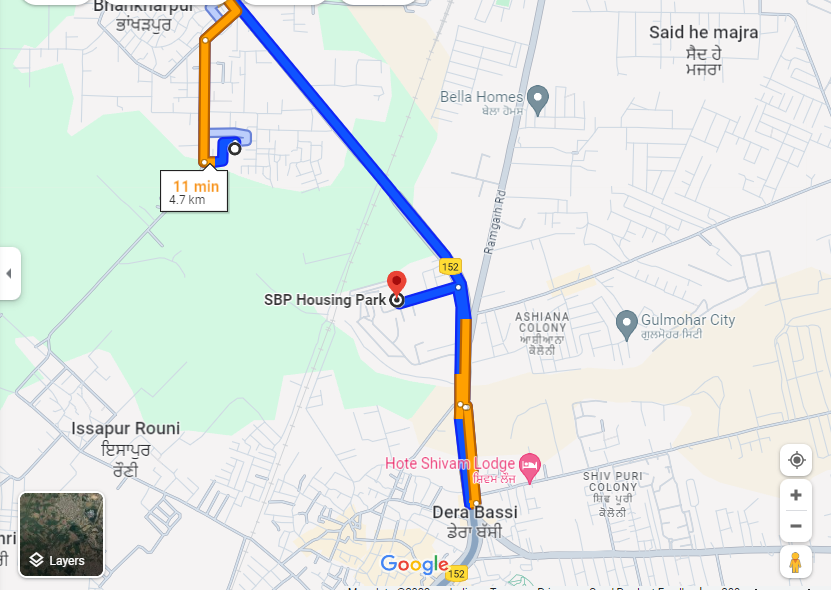 Bhankharpur
ਭਾਂਖੜਪੁਰ
Said he majra
ਸੈਦ ਹੇ
ਮਜਰਾ
Bella Homes
ਬੇਲਾ ਹੋਮਸ
11 min
4.7 km
Ramgarh Rd
152
SBP Housing Park
ASHIANA
COLONY
ਆਸ਼ੀਆਨਾ
ਕੋਲੋਨੀ
Gulmohar City
ਗੁਲਮੋਹਰ ਸਿਟੀ
Issapur Rouni
ਇਸਾਪੁਰ
ਰੌਣੀ
Hote Shivam Lodge
ਸ਼ਿਵਮ ਲੌਜ
SHIV PURI
COLONY
ਸ਼ਿਵ ਪੁਰੀ
ਕੋਲੋਨੀ
Dera Bassi
ਡੇਰਾ ਬੱਸੀ
Layers
Google
152